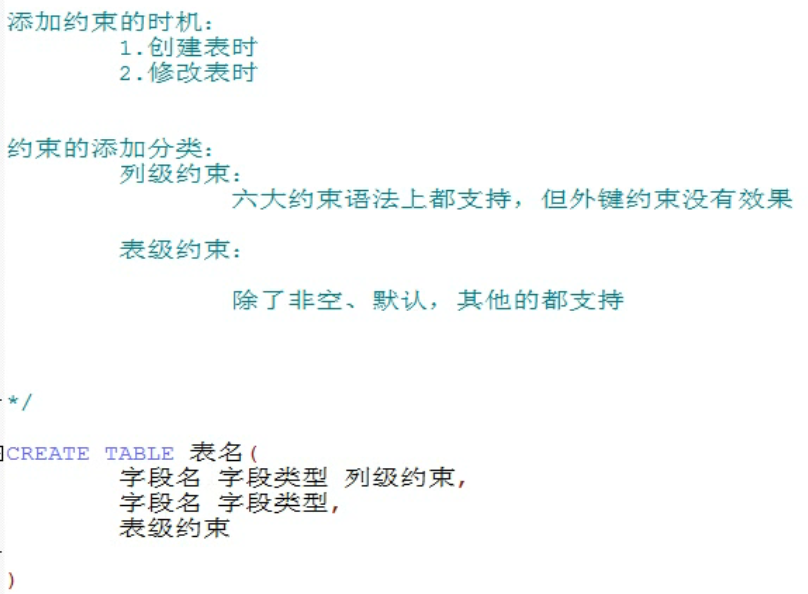 添加约束的时机:
1.创建表时
2.修改表时
约束的添加分类:
列级约束:
六大约束语法上都支持,但外键约束没有效果
表级约束:
除了非空、默认,其他的都支持
*/
CREATE TABLE 表名(
字段名 字段类型 列级约束,
字段名 字段类型,
表级约束
)